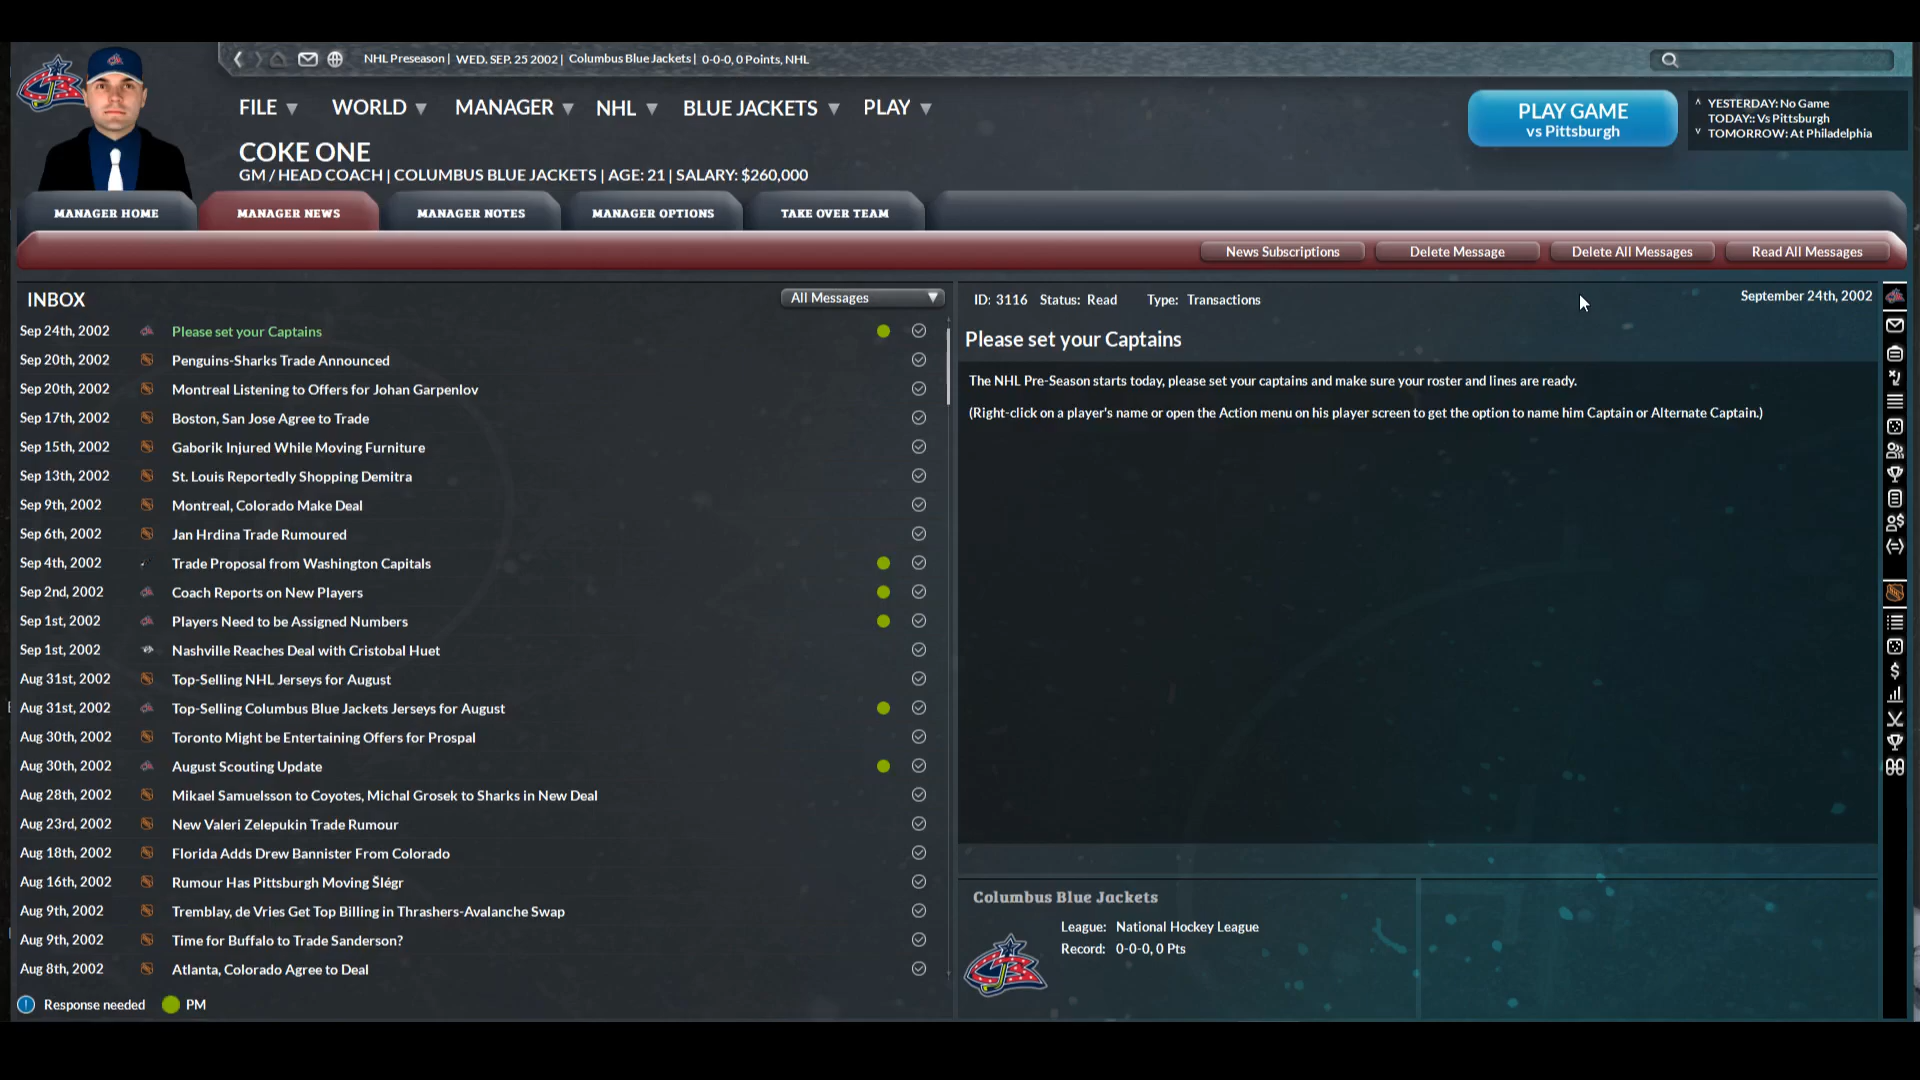 NHL Preseason | WED. SEP. 25 2002 | Columbus Blue Jackets | 0-0-0, 0 Points, NHL
FILE WORLD MANAGER NHL BLUE JACKETS PLAY
PLAY GAME
vs Pittsburgh
YESTERDAY: No Game
TODAY:: Vs Pittsburgh
TOMORROW: At Philadelphia
COKE ONE
GM / HEAD COACH | COLUMBUS BLUE JACKETS | AGE: 21 | SALARY: $260,000
MANAGER HOME MANAGER NEWS MANAGER NOTES MANAGER OPTIONS TAKE OVER TEAM
News Subscriptions Delete Message Delete All Messages Read All Messages
INBOX All Messages
Sep 24th, 2002 Please set your Captains
Sep 20th, 2002 Penguins-Sharks Trade Announced
Sep 20th, 2002 Montreal Listening to Offers for Johan Garpenlov
Sep 17th, 2002 Boston, San Jose Agree to Trade
Sep 15th, 2002 Gaborik Injured While Moving Furniture
Sep 13th, 2002 St. Louis Reportedly Shopping Demitra
Sep 9th, 2002 Montreal, Colorado Make Deal
Sep 6th, 2002 Jan Hrdina Trade Rumoured
Sep 4th, 2002 Trade Proposal from Washington Capitals
Sep 2nd, 2002 Coach Reports on New Players
Sep 1st, 2002 Players Need to be Assigned Numbers
Sep 1st, 2002 Nashville Reaches Deal with Cristobal Huet
Aug 31st, 2002 Top-Selling NHL Jerseys for August
Aug 31st, 2002 Top-Selling Columbus Blue Jackets Jerseys for August
Aug 30th, 2002 Toronto Might be Entertaining Offers for Prospal
Aug 30th, 2002 August Scouting Update
Aug 28th, 2002 Mikael Samuelsson to Coyotes, Michal Grosek to Sharks in New Deal
Aug 23rd, 2002 New Valeri Zelepukin Trade Rumour
Aug 18th, 2002 Florida Adds Drew Bannister From Colorado
Aug 16th, 2002 Rumour Has Pittsburgh Moving Šlégr
Aug 9th, 2002 Tremblay, de Vries Get Top Billing in Thrashers-Avalanche Swap
Aug 9th, 2002 Time for Buffalo to Trade Sanderson?
Aug 8th, 2002 Atlanta, Colorado Agree to Deal
Response needed PM
ID: 3116 Status: Read Type: Transactions September 24th, 2002
Please set your Captains
The NHL Pre-Season starts today, please set your captains and make sure your roster and lines are ready.
(Right-click on a player's name or open the Action menu on his player screen to get the option to name him Captain or Alternate Captain.)
Columbus Blue Jackets
League: National Hockey League
Record: 0-0-0, 0 Pts